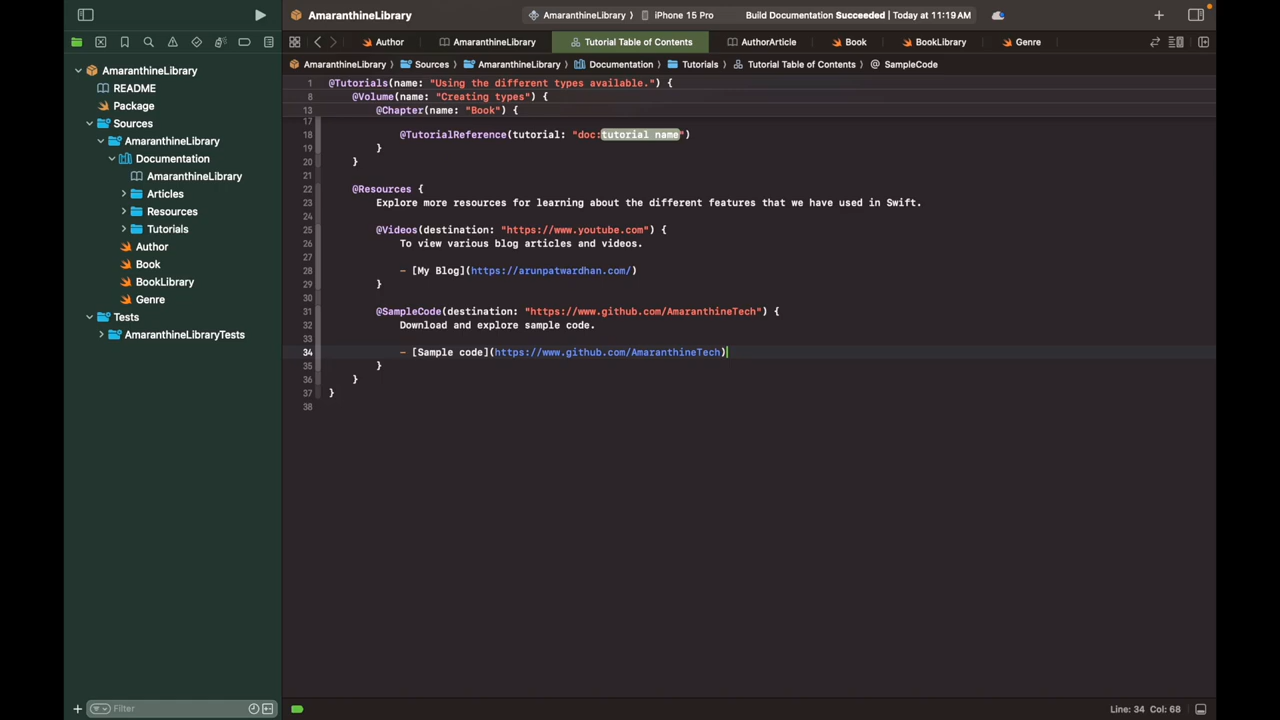 AmaranthineLibrary
AmaranthineLibrary
iPhone 15 Pro
Build Documentation Succeeded | Today at 11:19 AM
Author
AmaranthineLibrary
Tutorial Table of Contents
AuthorArticle
Book
BookLibrary
Genre
AmaranthineLibrary
Sources
AmaranthineLibrary
Documentation
Tutorials
Tutorial Table of Contents
SampleCode
AmaranthineLibrary
README
Package
Sources
AmaranthineLibrary
Documentation
AmaranthineLibrary
Articles
Resources
Tutorials
Author
Book
BookLibrary
Genre
Tests
AmaranthineLibraryTests
Filter
1 @Tutorials(name: "Using the different types available.") {
8 @Volume(name: "Creating types") {
13 @Chapter(name: "Book") {
17
18 @TutorialReference(tutorial: "doc:tutorial name")
19 }
20 }
21
22 @Resources {
23 Explore more resources for learning about the different features that we have used in Swift.
24
25 @Videos(destination: "https://www.youtube.com") {
26 To view various blog articles and videos.
27
28 - [My Blog](https://arunpatwardhan.com/)
29 }
30
31 @SampleCode(destination: "https://www.github.com/AmaranthineTech") {
32 Download and explore sample code.
33
34 - [Sample code](https://www.github.com/AmaranthineTech)
35 }
36 }
37 }
38
Line: 34 Col: 68